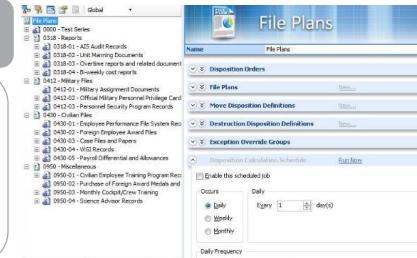 Global
File Plans
0000 - Test Series
0318 - Reports
0318-01 - AIS Audit Records
0318-02 - Unit Manning Documents
0318-03 - Overtime reports and related document
0318-04 - Bi-weekly cost reports
0412 - Military Files
0412-01 - Military Assignment Documents
0412-02 - Official Military Personnel Privilege Card
0412-03 - Personnel Security Program Records
0430 - Civilian Files
0430-01 - Employee Performance File System Rec
0430-02 - Foreign Employee Award Files
0430-03 - Case Files and Papers
0430-04 - WGI Records
0430-05 - Payroll Differential and Allowances
0950 - Miscellaneous
0950-01 - Civilian Employee Training Program Reco
0950-02 - Purchase of Foreign Award Medals and
0950-03 - Monthly Cockpit/Crew Training
0950-04 - Science Advisor Records
File Plans
Name File Plans
Disposition Orders
File Plans New...
Move Disposition Definitions New...
Destruction Disposition Definitions New...
Exception Override Groups
Disposition Calculation Schedule Run Now
Enable this scheduled job
Occurs
Daily
Weekly
Monthly
Daily
Every 1 day(s)
Daily Frequency